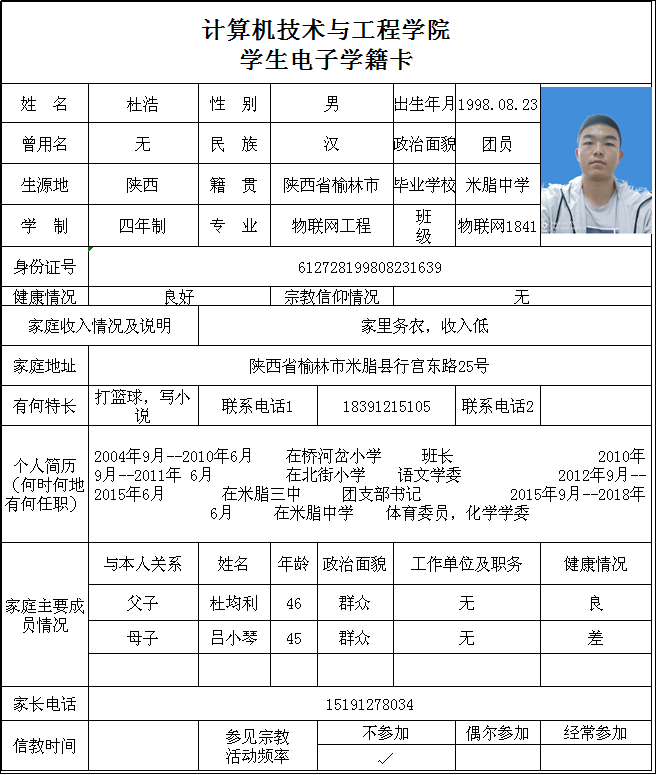 计算机技术与工程学院
学生电子学籍卡
姓 名 杜浩 性 别 男 出生年月 1998.08.23
曾用名 无 民 族 汉 政治面貌 团员
生源地 陕西 籍 贯 陕西省榆林市 毕业学校 米脂中学
学 制 四年制 专 业 物联网工程 班 级 物联网1841
身份证号 612728199808231639
健康情况 良好 宗教信仰情况 无
家庭收入情况及说明 家里务农，收入低
家庭地址 陕西省榆林市米脂县行宫东路25号
有何特长 打篮球，写小说 联系电话1 18391215105 联系电话2
个人简历
（何时何地
有何任职）
2004年9月--2010年6月 在桥河岔小学 班长 2010年
9月--2011年 6月 在北街小学 语文学委 2012年9月--
2015年6月 在米脂三中 团支部书记 2015年9月--2018年
6月 在米脂中学 体育委员，化学学委
家庭主要成
员情况
与本人关系 姓名 年龄 政治面貌 工作单位及职务 健康情况
父子 杜均利 46 群众 无 良
母子 吕小琴 45 群众 无 差
家长电话 15191278034
信教时间 参见宗教
活动频率 不参加 偶尔参加 经常参加
✓